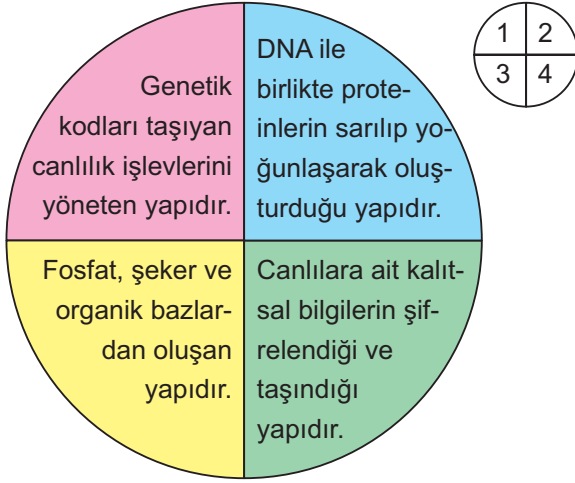 Genetik
kodları taşıyan
canlılık işlevlerini
yöneten yapıdır.
DNA ile
birlikte prote-
inlerin sarılıp yo-
ğunlaşarak oluş-
turduğu yapıdır.
Fosfat, şeker ve
organik bazlar-
dan oluşan
yapıdır.
Canlılara ait kalıt-
sal bilgilerin şif-
relendiği ve
taşındığı
yapıdır.
1 2
3 4